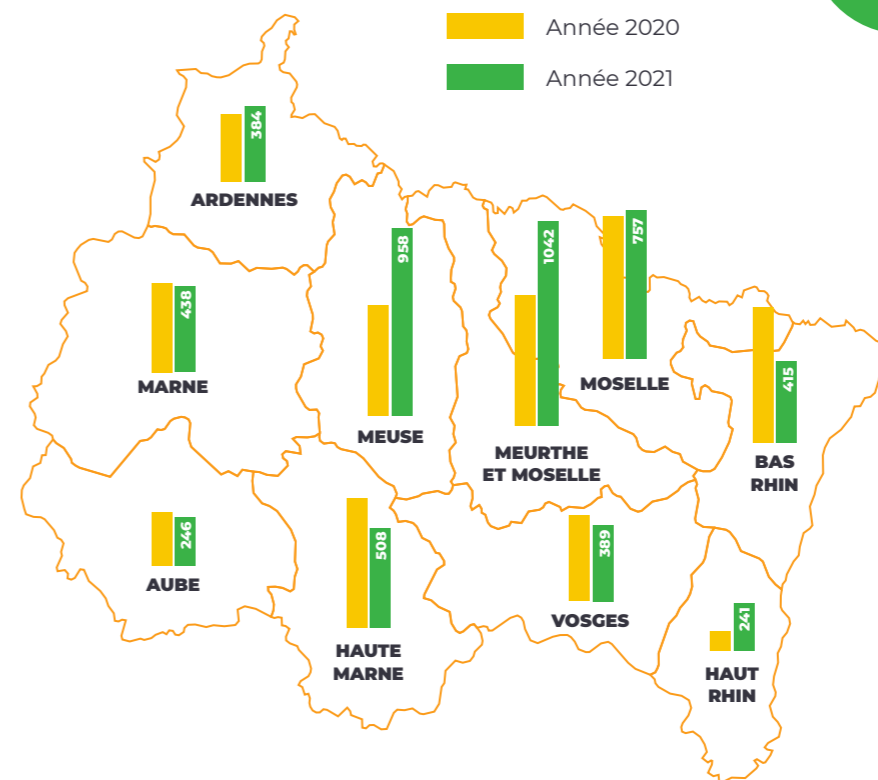 Année 2020
Année 2021
384
ARDENNES
438
MARNE
958
MEUSE
1042
MEURTHE
ET MOSELLE
757
MOSELLE
415
BAS
RHIN
246
AUBE
508
HAUTE
MARNE
389
VOSGES
241
HAUT
RHIN